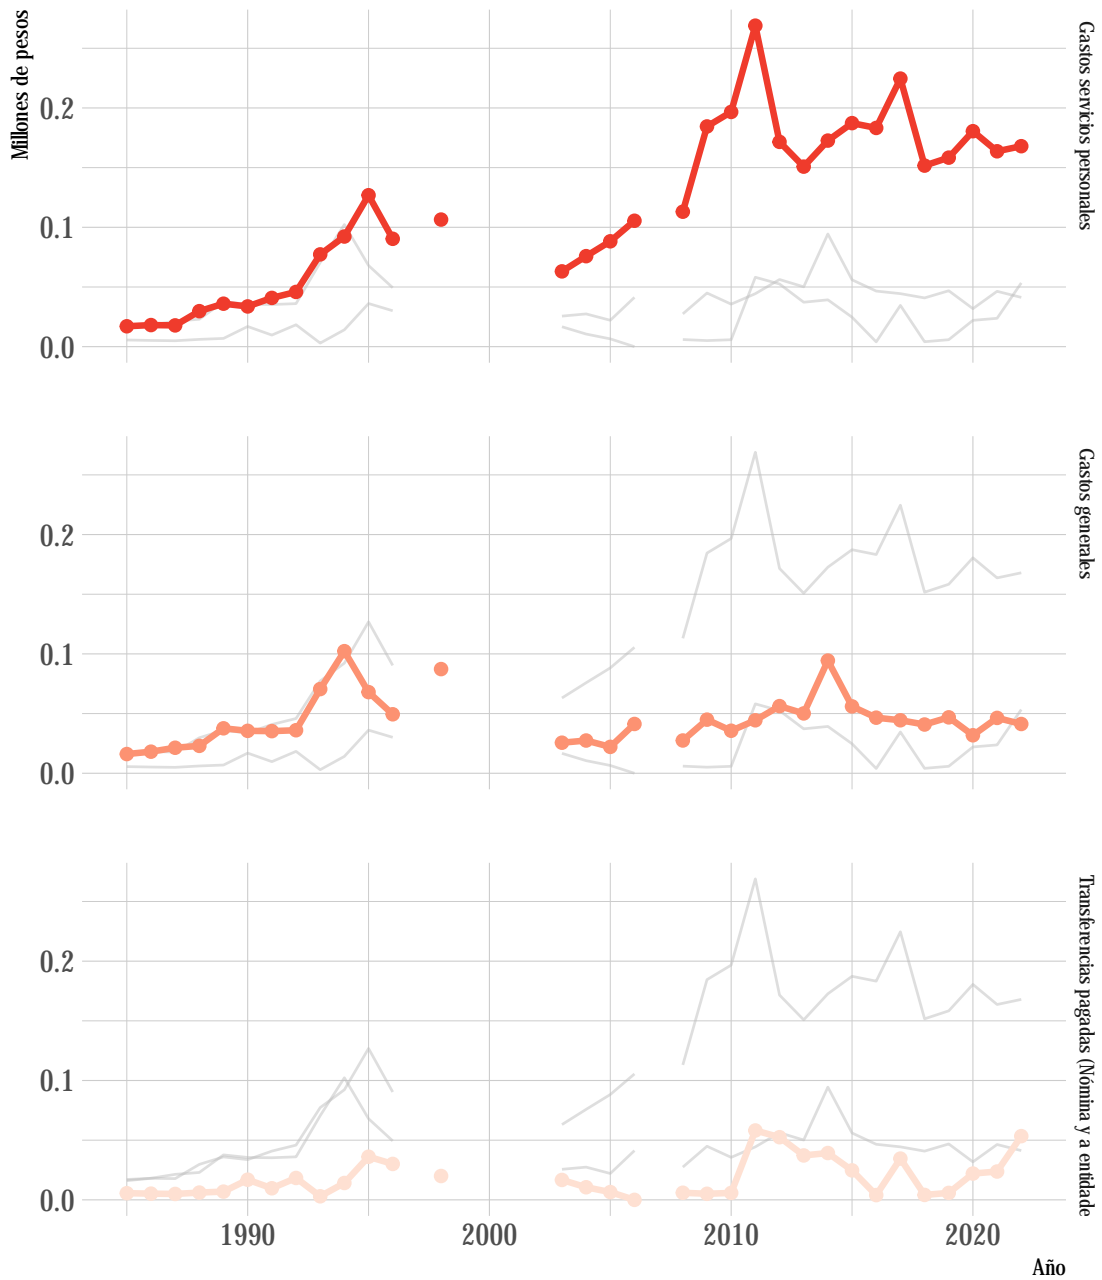 Millones de pesos
0.2
0.1
0.0
Gastos servicios personales
0.2
0.1
0.0
Gastos generales
0.2
0.1
0.0
Transferencias pagadas (Nómina y a entidade
1990
2000
2010
2020
Año